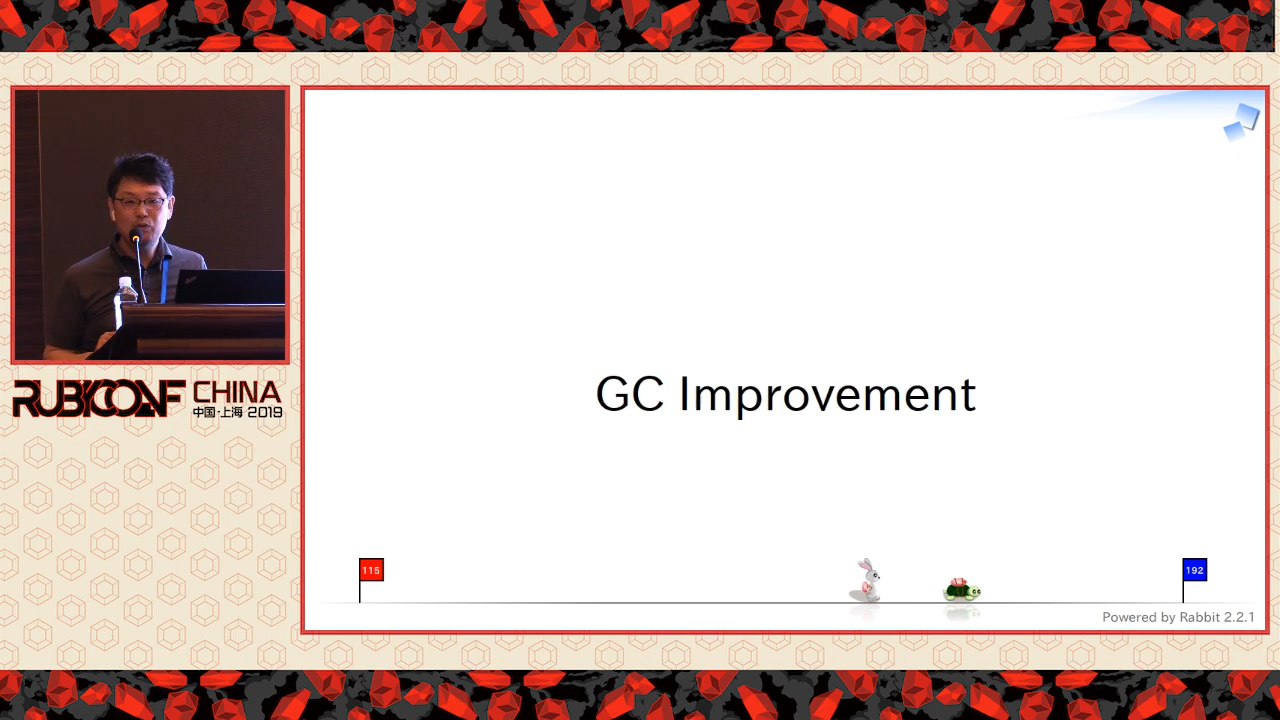 RUBYCONF CHINA
中国·上海 2019
GC Improvement
115
192
Powered by Rabbit 2.2.1